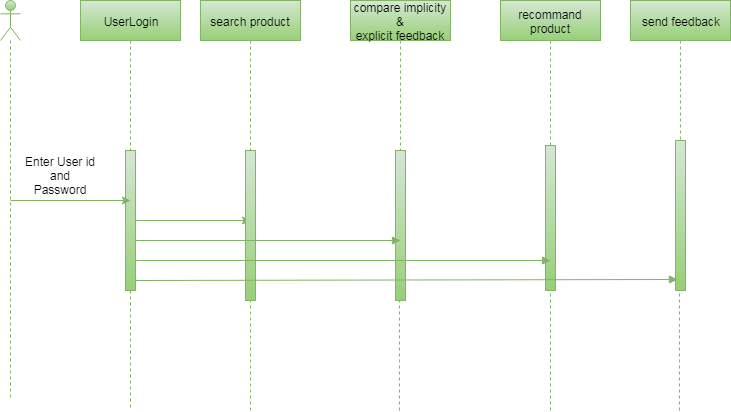 UserLogin
search product
compare implicity
&
explicit feedback
recommand
product
send feedback
Enter User id
and
Password